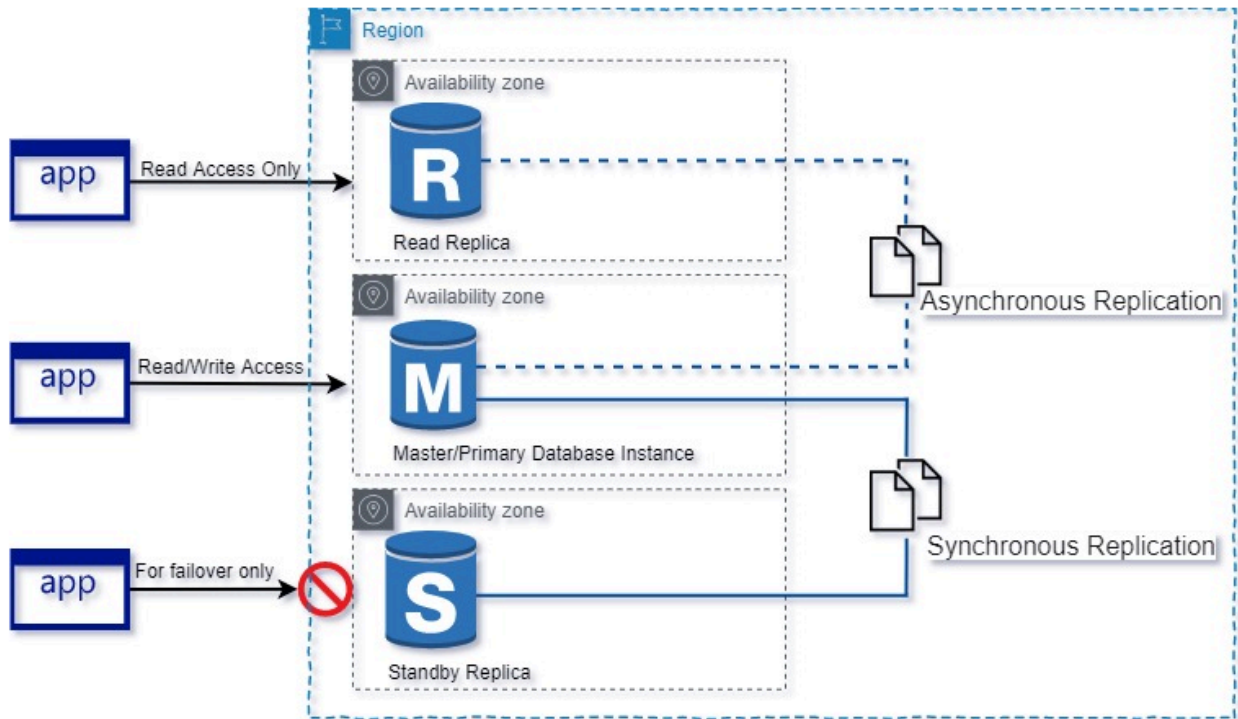 Region
Availability zone
app
Read Access Only
R
Read Replica
Asynchronous Replication
Availability zone
app
Read/Write Access
M
Master/Primary Database Instance
Availability zone
app
For failover only
S
Standby Replica
Synchronous Replication